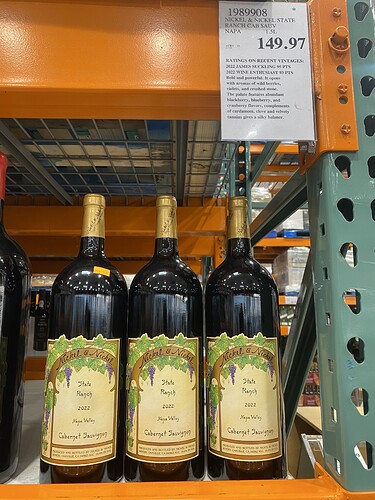 1989908
NICKEL & NICKEL STATE
RANCH CAB SAUV
NAPA 1.5L
149.97
RATINGS ON RECENT VINTAGES:
2022 JAMES SUCKLING 95 PTS
2022 WINE ENTHUSIAST 93 PTS
Bold and powerful. It opens
with aromas of wild berries,
violets, and crushed stone.
The palate features abundant
blackberry, blueberry, and
cranberry flavors, complements
of cardamom, clove and velvety
tannins give a silky balance.
Nickel & Nickel
State
Ranch
2022
Napa Valley
Cabernet Sauvignon
Nickel & Nickel
State
Ranch
2022
Napa Valley
Cabernet Sauvignon
Nickel & Nickel
State
Ranch
2022
Napa Valley
Cabernet Sauvignon